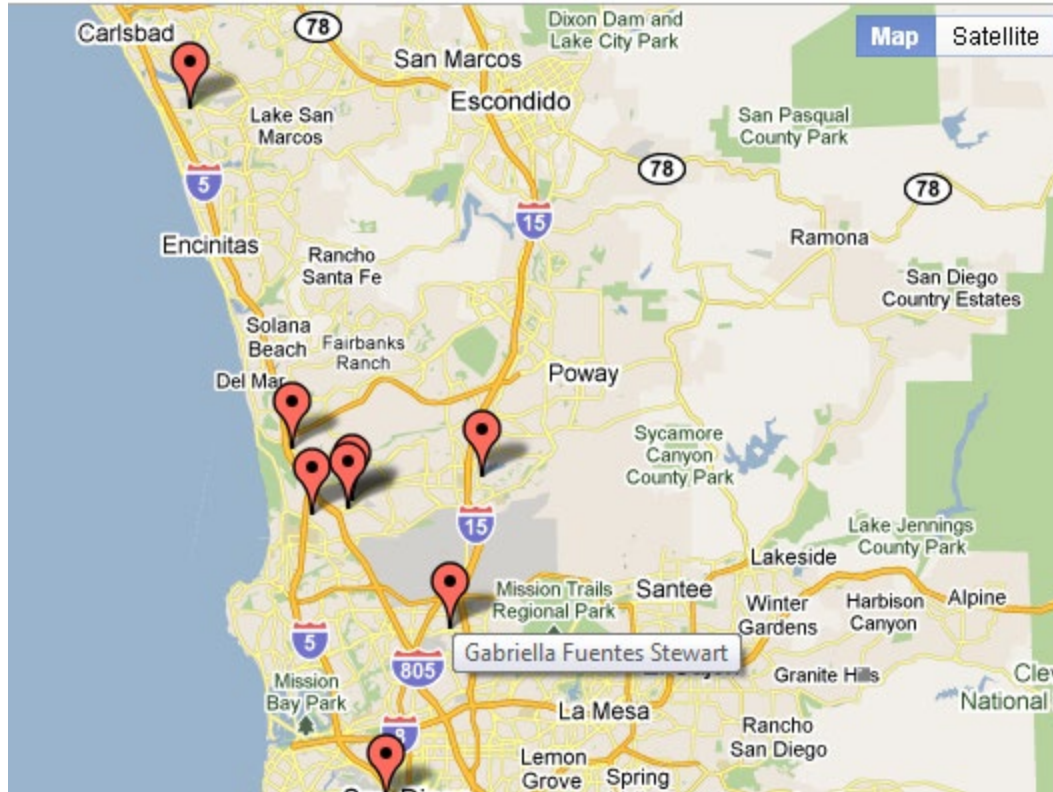 Carlsbad
78
Dixon Dam and
Lake City Park
Map
Satellite
San Marcos
Escondido
Lake San
Marcos
San Pasqual
County Park
5
78
78
15
Encinitas
Ramona
Rancho
Santa Fe
San Diego
Country Estates
Solana
Beach
Fairbanks
Ranch
Del Mar
Poway
Sycamore
Canyon
County Park
15
Lake Jennings
County Park
Lakeside
Mission Trails
Regional Park
Santee
Winter
Gardens
Harbison
Canyon
Alpine
5
805
Gabriella Fuentes Stewart
Granite Hills
Mission
Bay Park
National
La Mesa
Rancho
San Diego
8
Lemon
Grove
Spring